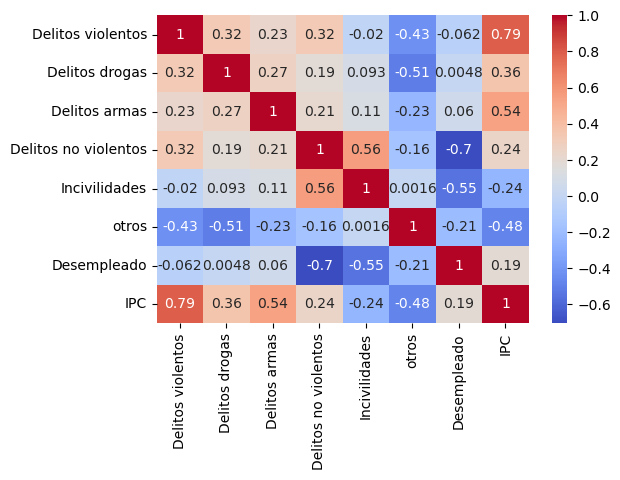 Delitos violentos 1 0.32 0.23 0.32 -0.02 -0.43 -0.062 0.79
Delitos drogas 0.32 1 0.27 0.19 0.093 -0.51 0.0048 0.36
Delitos armas 0.23 0.27 1 0.21 0.11 -0.23 0.06 0.54
Delitos no violentos 0.32 0.19 0.21 1 0.56 -0.16 -0.7 0.24
Incivilidades -0.02 0.093 0.11 0.56 1 0.0016 -0.55 -0.24
otros -0.43 -0.51 -0.23 -0.16 0.0016 1 -0.21 -0.48
Desempleado -0.062 0.0048 0.06 -0.7 -0.55 -0.21 1 0.19
IPC 0.79 0.36 0.54 0.24 -0.24 -0.48 0.19 1
Delitos violentos
Delitos drogas
Delitos armas
Delitos no violentos
Incivilidades
otros
Desempleado
IPC
1.0
0.8
0.6
0.4
0.2
0.0
−0.2
−0.4
−0.6